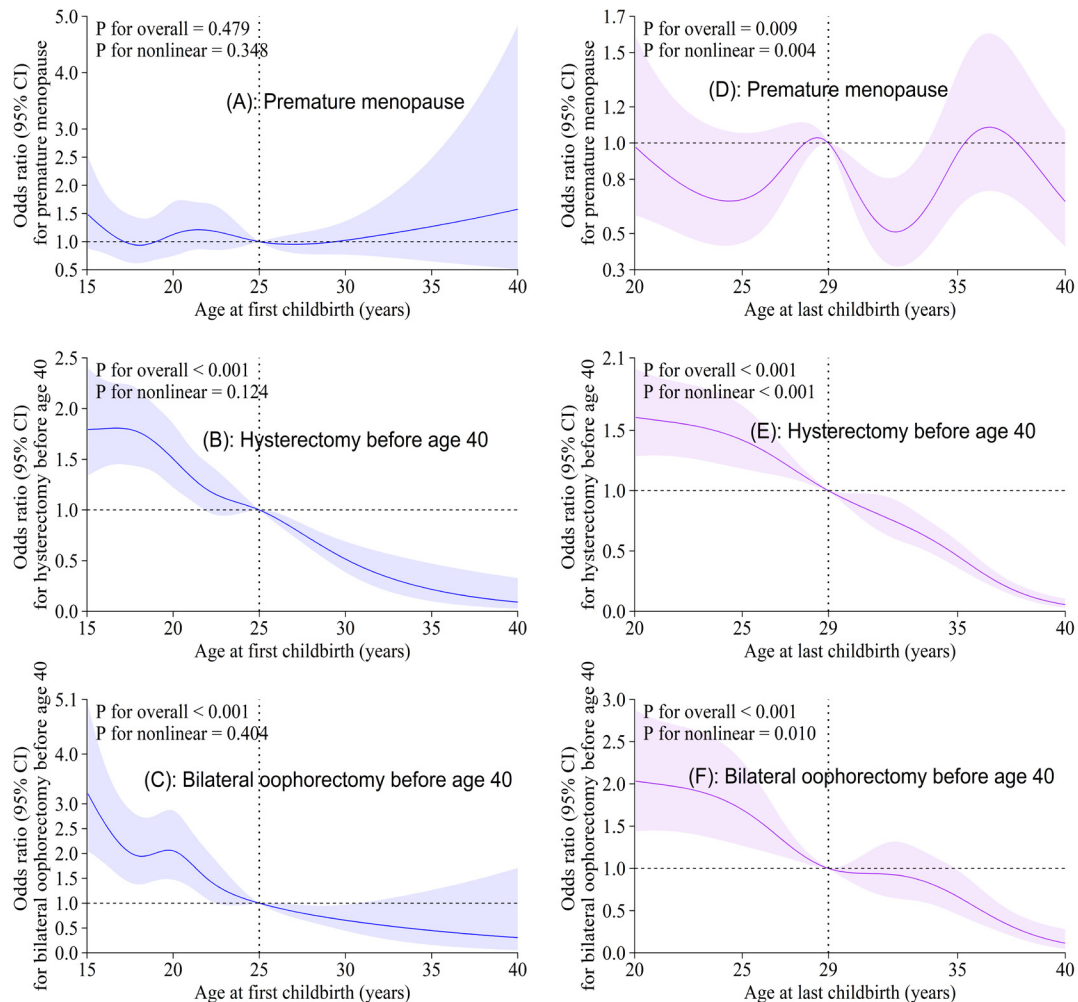 P for overall = 0.479
P for nonlinear = 0.348
(A): Premature menopause
Odds ratio (95% CI)
for premature menopause
5.0
4.0
3.0
2.5
2.0
1.5
1.0
0.5
15 20 25 30 35 40
Age at first childbirth (years)
P for overall = 0.009
P for nonlinear = 0.004
(D): Premature menopause
Odds ratio (95% CI)
for premature menopause
1.7
1.5
1.2
1.0
0.8
0.5
0.3
20 25 29 35 40
Age at last childbirth (years)
P for overall < 0.001
P for nonlinear = 0.124
(B): Hysterectomy before age 40
Odds ratio (95% CI)
for hysterectomy before age 40
2.5
2.0
1.5
1.0
0.5
0.0
15 20 25 30 35 40
Age at first childbirth (years)
P for overall < 0.001
P for nonlinear < 0.001
(E): Hysterectomy before age 40
Odds ratio (95% CI)
for hysterectomy before age 40
2.1
1.5
1.0
0.5
0.0
20 25 29 35 40
Age at last childbirth (years)
P for overall < 0.001
P for nonlinear = 0.404
(C): Bilateral oophorectomy before age 40
Odds ratio (95% CI)
for bilateral oophorectomy before age 40
5.1
4.0
3.0
2.5
2.0
1.5
1.0
0.5
0.0
15 20 25 30 35 40
Age at first childbirth (years)
P for overall < 0.001
P for nonlinear = 0.010
(F): Bilateral oophorectomy before age 40
Odds ratio (95% CI)
for bilateral oophorectomy before age 40
3.0
2.5
2.0
1.5
1.0
0.5
0.0
20 25 29 35 40
Age at last childbirth (years)